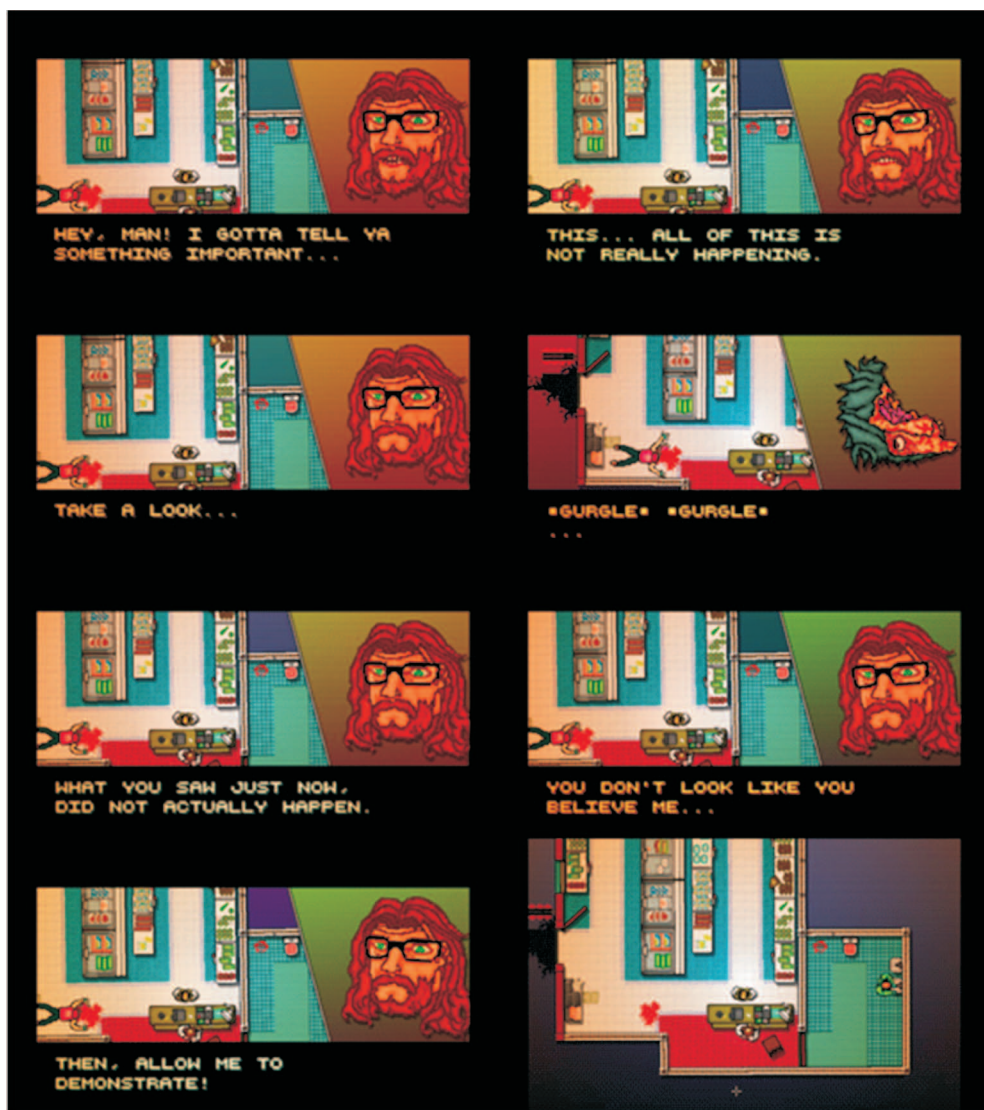 HEY, MAN! I GOTTA TELL YA
SOMETHING IMPORTANT...
THIS... ALL OF THIS IS
NOT REALLY HAPPENING.
TAKE A LOOK...
*GURGLE* *GURGLE*
...
WHAT YOU SAW JUST NOW,
DID NOT ACTUALLY HAPPEN.
YOU DON'T LOOK LIKE YOU
BELIEVE ME...
THEN, ALLOW ME TO
DEMONSTRATE!